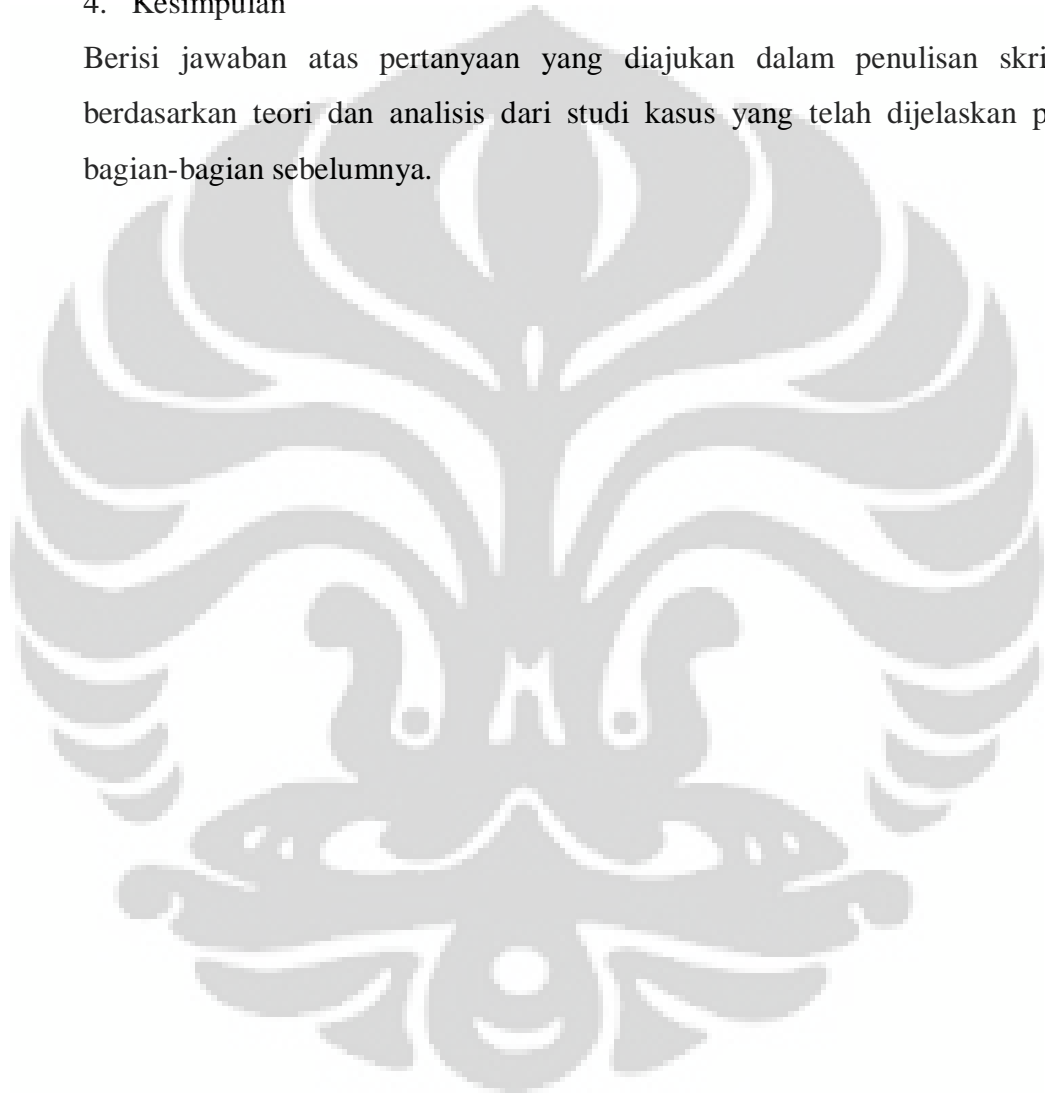 4. Kesimpulan
Berisi jawaban atas pertanyaan yang diajukan dalam penulisan skri
berdasarkan teori dan analisis dari studi kasus yang telah dijelaskan p
bagian-bagian sebelumnya.